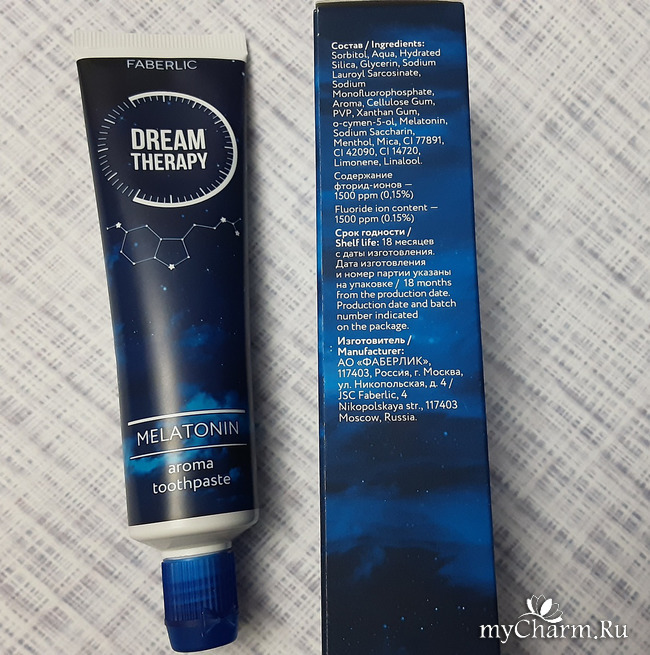 FABERLIC
DREAM
THERAPY
MELATONIN
aroma
toothpaste
Состав / Ingredients:
Sorbitol, Aqua, Hydrated
Silica, Glycerin, Sodium
Lauroyl Sarcosinate,
Sodium
Monofluorophosphate,
Aroma, Cellulose Gum,
PVP, Xanthan Gum,
o-cymen-5-ol, Melatonin,
Sodium Saccharin,
Menthol, Mica, CI 77891,
CI 42090, CI 14720,
Limonene, Linalool.
Содержание
фторид-ионов —
1500 ppm (0,15%)
Fluoride ion content —
1500 ppm (0.15%)
Срок годности /
Shelf life: 18 месяцев
с даты изготовления.
Дата изготовления
и номер партии указаны
на упаковке / 18 months
from the production date.
Production date and batch
number indicated
on the package.
Изготовитель /
Manufacturer:
АО «ФАБЕРЛИК»,
117403, Россия, г. Москва,
ул. Никопольская, д. 4 /
JSC Faberlic, 4
Nikopolskaya str., 117403
Moscow, Russia.
myCharm.Ru